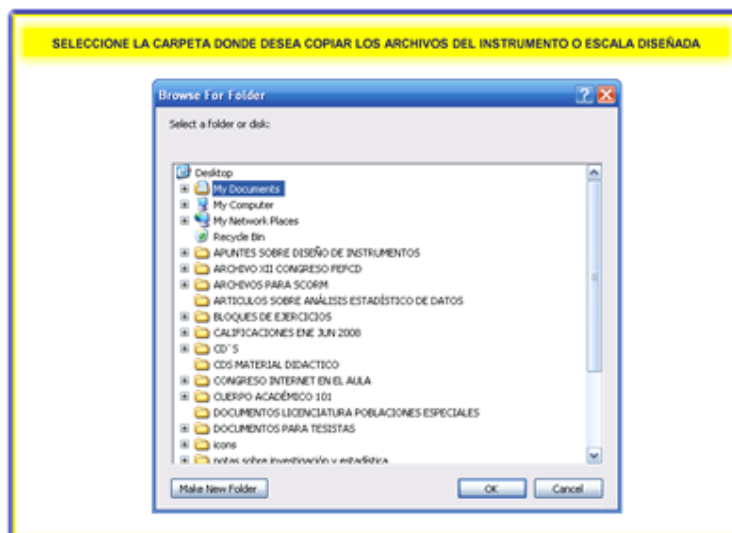 SELECCIONE LA CARPETA DONDE DESEA COPIAR LOS ARCHIVOS DEL INSTRUMENTO O ESCALA DISEÑADA
Browse For Folder
Select a folder or disk:
Desktop
My Documents
My Computer
My Network Places
Recycle Bin
APUNTES SOBRE DISEÑO DE INSTRUMENTOS
ARCHIVO XII CONGRESO FEFCD
ARCHIVOS PARA SCORM
ARTICULOS SOBRE ANÁLISIS ESTADÍSTICO DE DATOS
BLOQUES DE EJERCICIOS
CALIFICACIONES ENE JUN 2008
CD`S
CDS MATERIAL DIDACTICO
CONGRESO INTERNET EN EL AULA
CUERPO ACADÉMICO 101
DOCUMENTOS LICENCIATURA POBLACIONES ESPECIALES
DOCUMENTOS PARA TESISTAS
icons
notas sobre investigación y estadística
Make New Folder OK Cancel